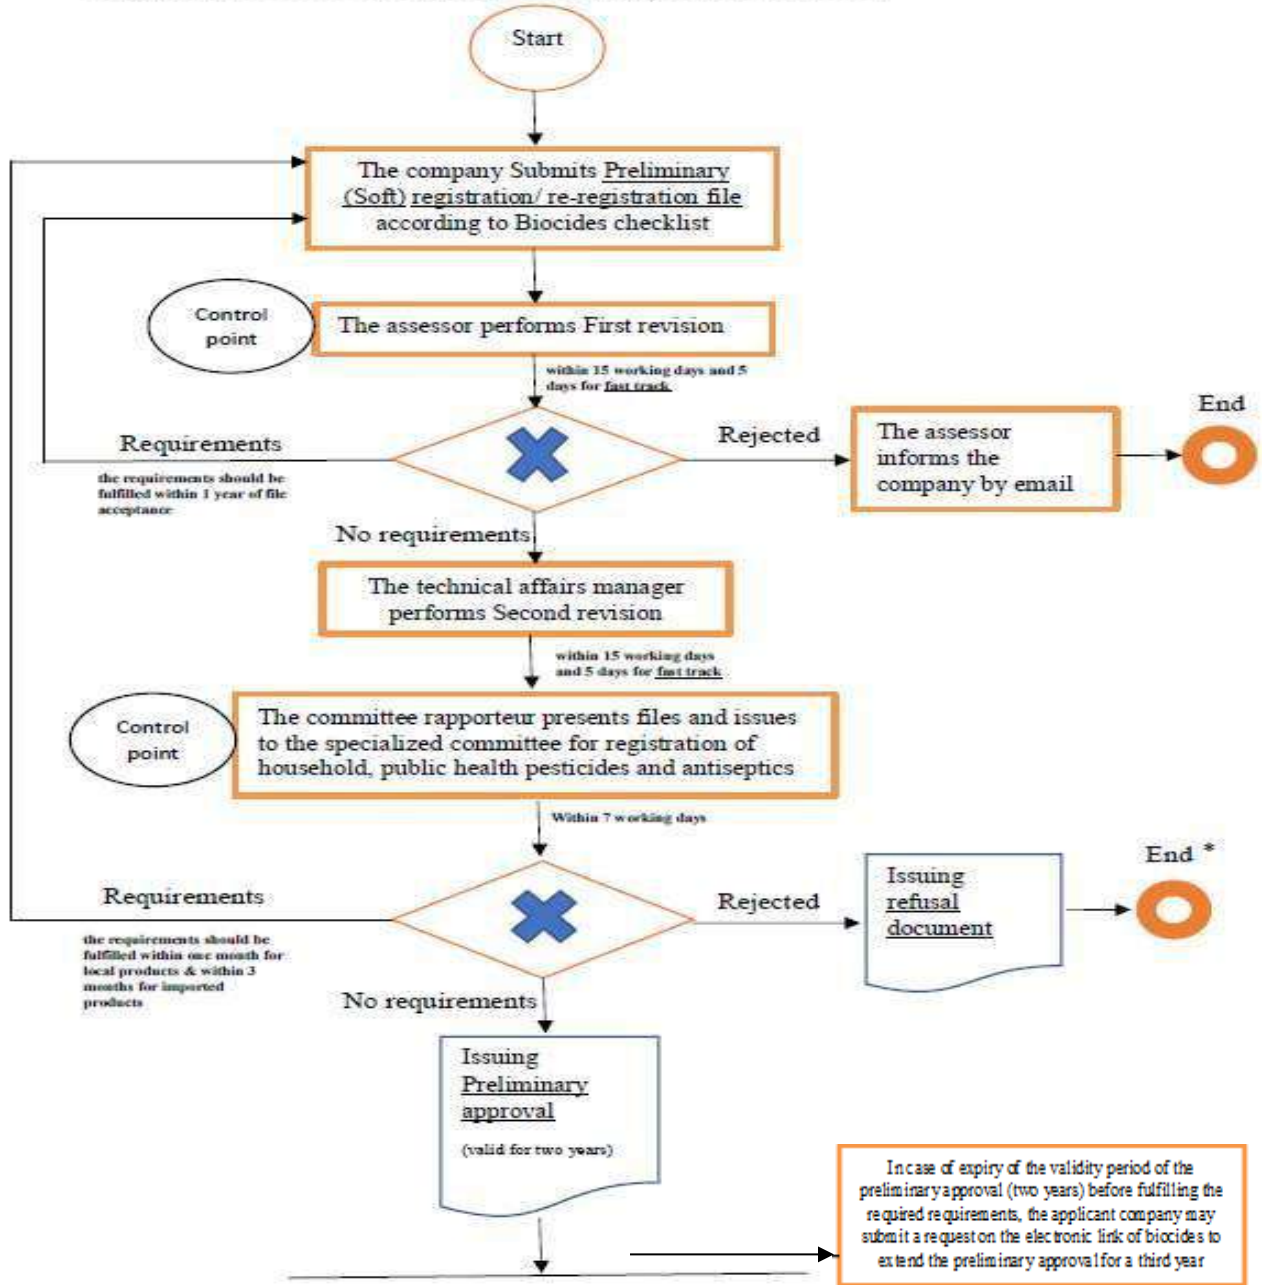 Start
The company Submits Preliminary
(Soft) registration/ re-registration file
according to Biocides checklist
Control
point
The assessor performs First revision
within 15 working days and 5
days for fast track
Requirements
the requirements should be
fulfilled within 1 year of file
acceptance
Rejected
The assessor
informs the
company by email
End
No requirements
The technical affairs manager
performs Second revision
within 15 working days
and 5 days for fast track
Control
point
The committee rapporteur presents files and issues
to the specialized committee for registration of
household, public health pesticides and antiseptics
Within 7 working days
Requirements
the requirements should be
fulfilled within one month for
local products & within 3
months for imported
products
Rejected
Issuing
refusal
document
End *
No requirements
Issuing
Preliminary
approval
(valid for two years)
In case of expiry of the validity period of the
preliminary approval (two years) before fulfilling the
required requirements, the applicant company may
submit a request on the electronic link of biocides to
extend the preliminary approval for a third year